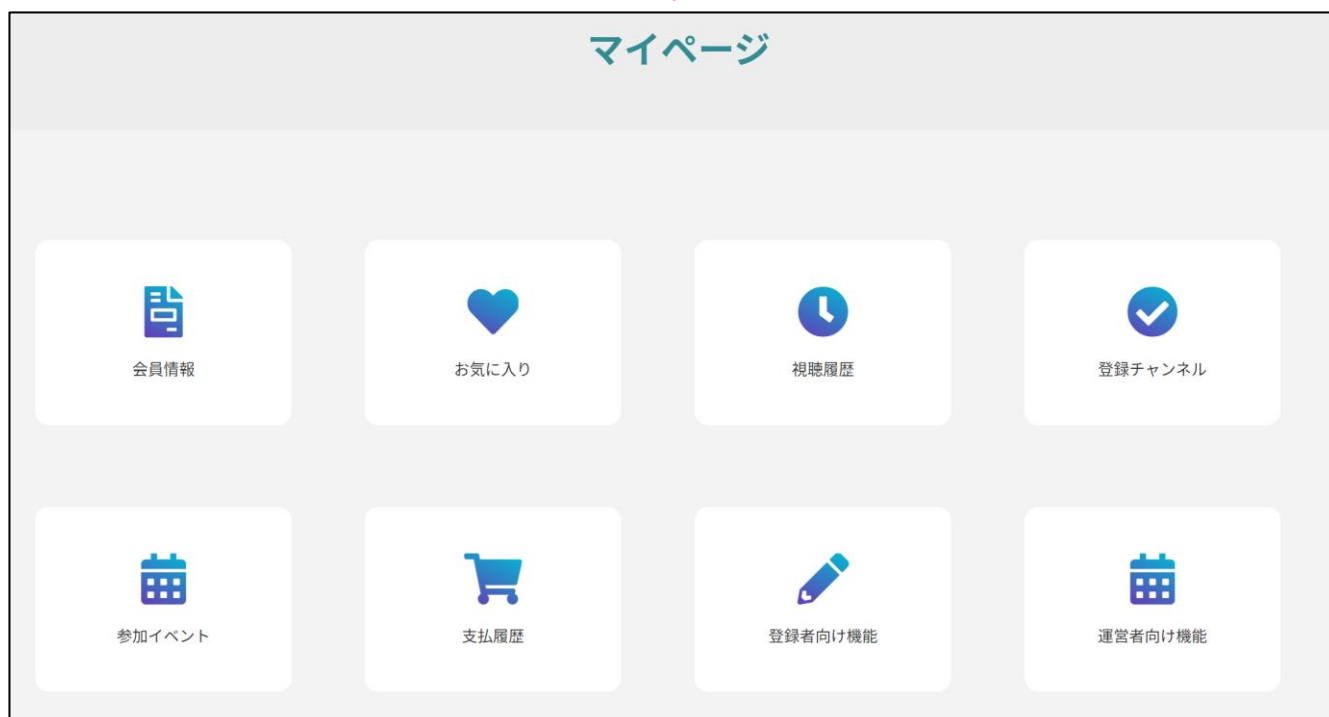 マイページ
会員情報
お気に入り
視聴履歴
登録チャンネル
参加イベント
支払履歴
登録者向け機能
運営者向け機能